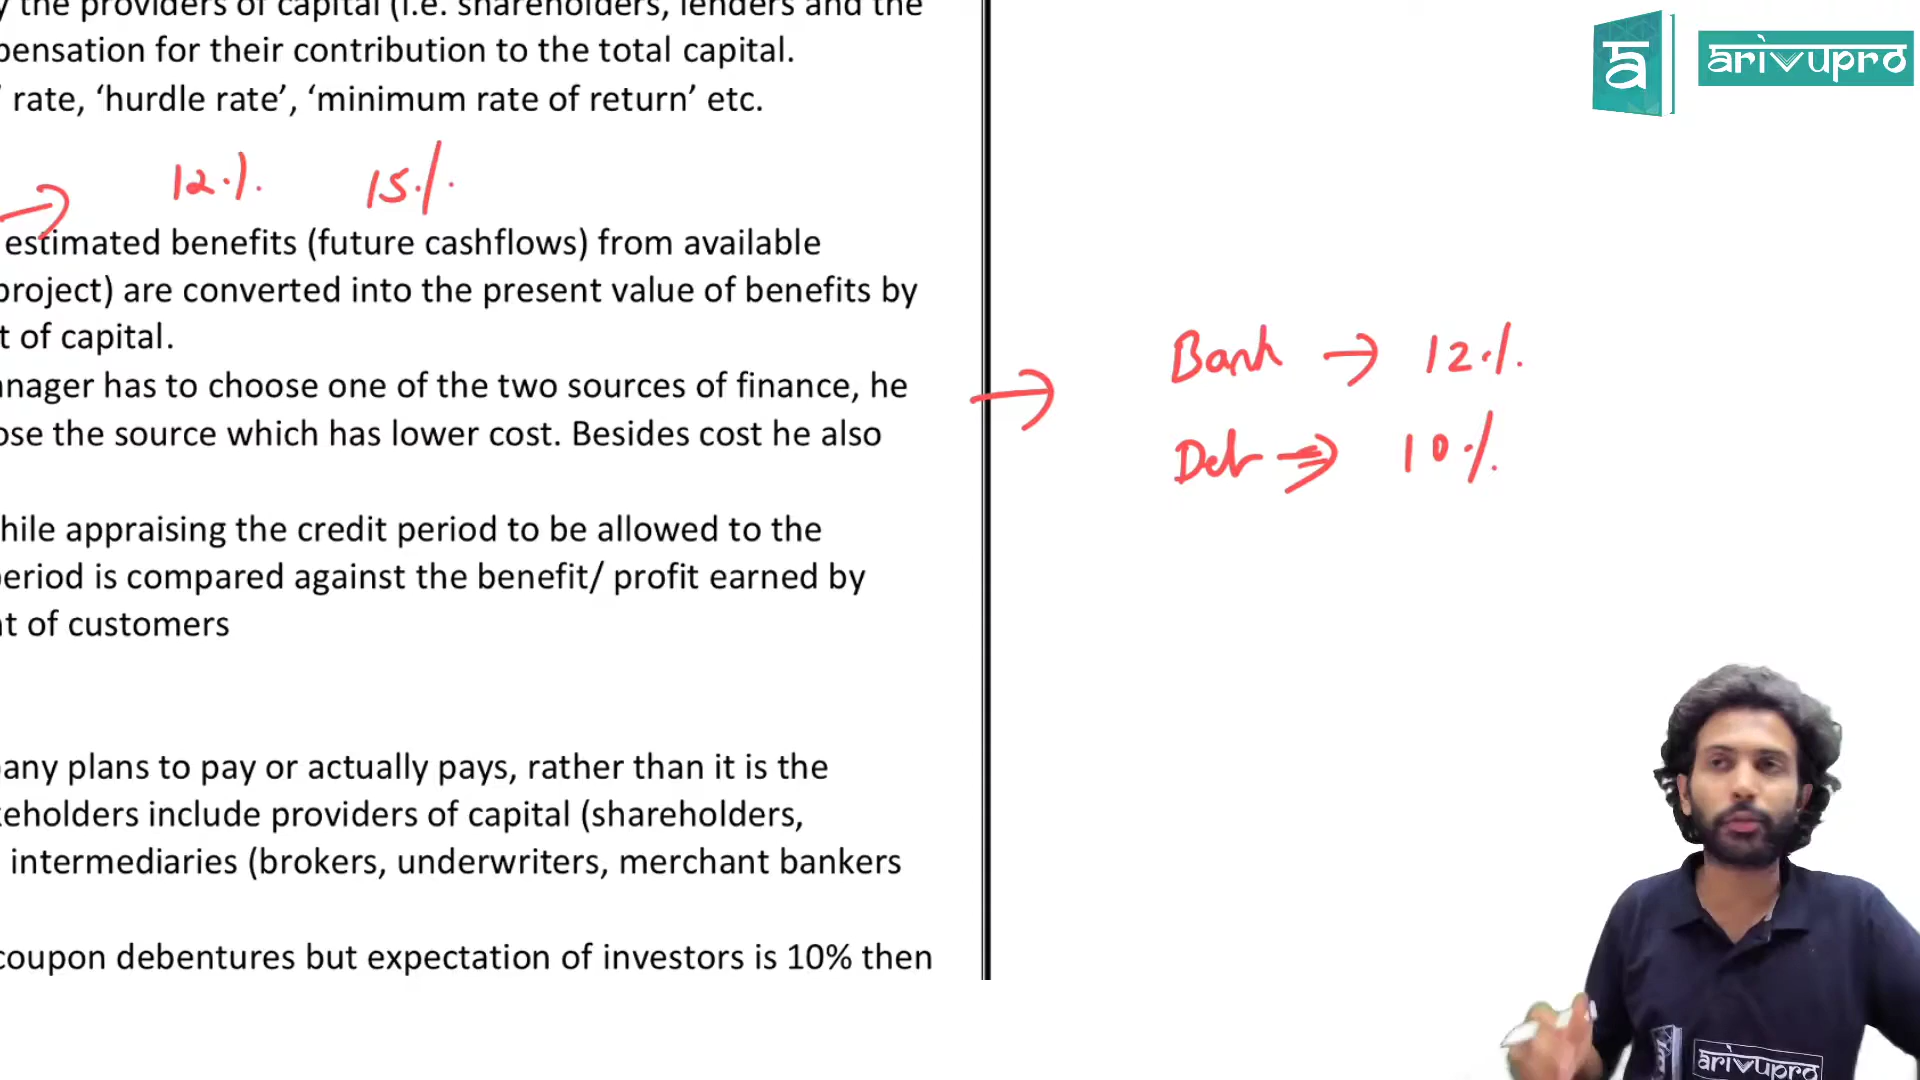 the providers of capital (i.e. shareholders, lenders and the
pensation for their contribution to the total capital.
' rate, ‘hurdle rate’, ‘minimum rate of return’ etc.
12% 15%
estimated benefits (future cashflows) from available
project) are converted into the present value of benefits by
t of capital.
anager has to choose one of the two sources of finance, he
ose the source which has lower cost. Besides cost he also
hile appraising the credit period to be allowed to the
period is compared against the benefit/ profit earned by
nt of customers
pany plans to pay or actually pays, rather than it is the
keholders include providers of capital (shareholders,
intermediaries (brokers, underwriters, merchant bankers
coupon debentures but expectation of investors is 10% then
Bank → 12%
Deb → 10%
arivupro
arivupro